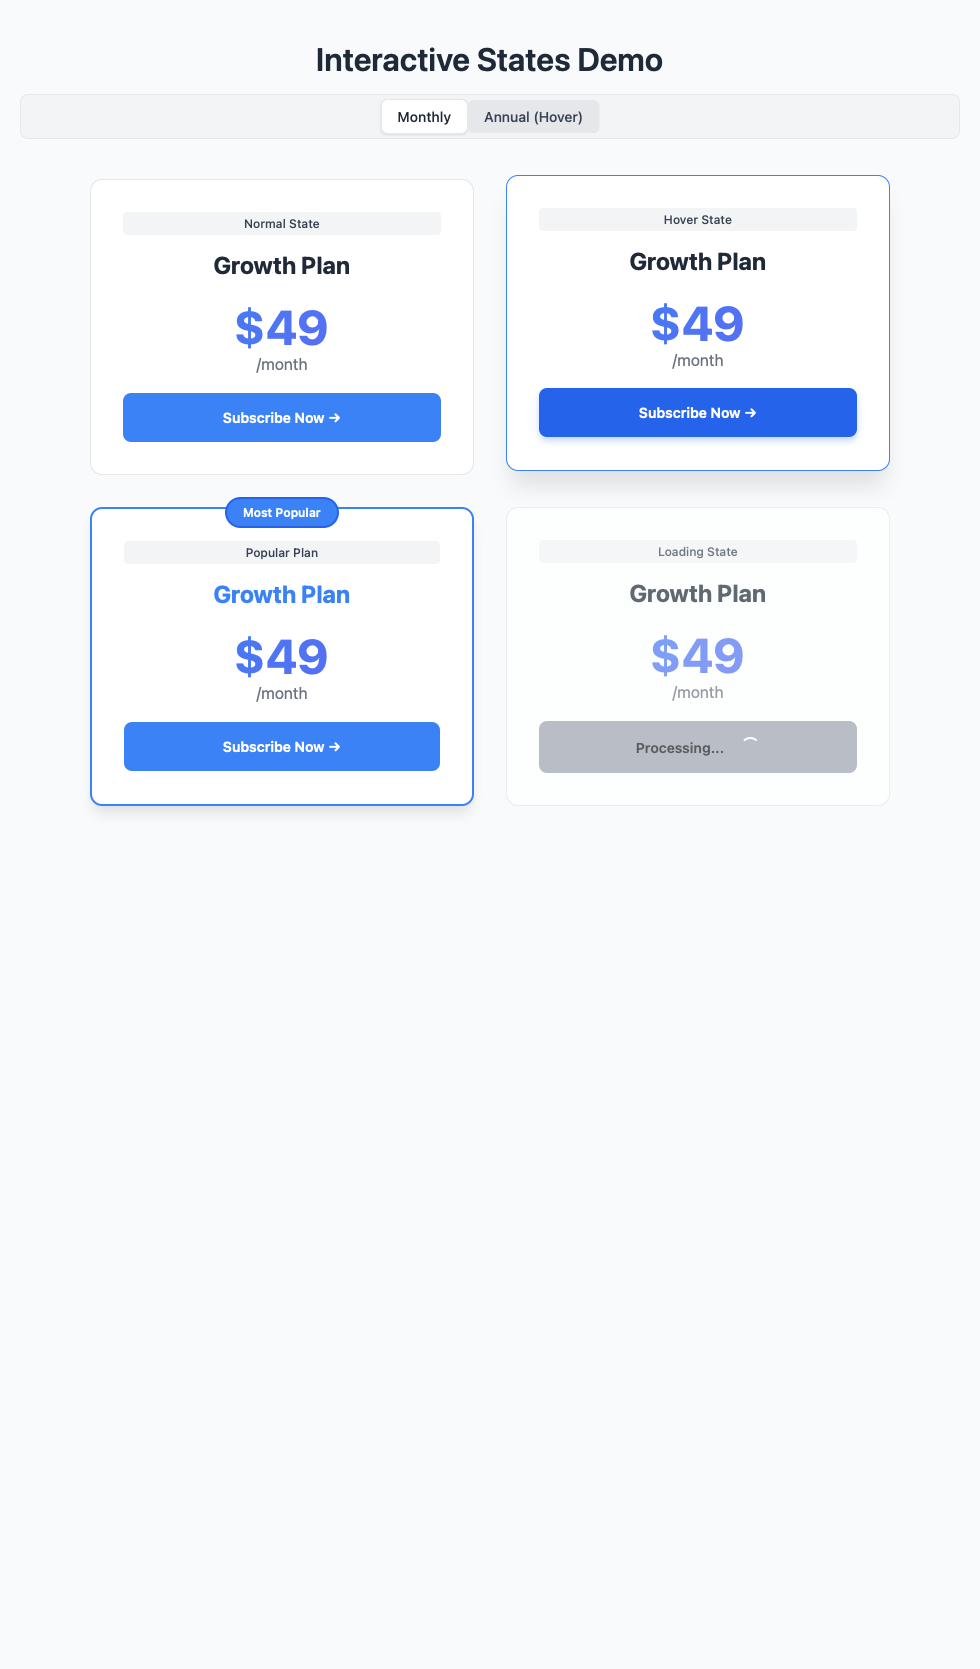 Interactive States Demo
Monthly
Annual (Hover)
Normal State
Growth Plan
$49
/month
Subscribe Now →
Hover State
Growth Plan
$49
/month
Subscribe Now →
Most Popular
Popular Plan
Growth Plan
$49
/month
Subscribe Now →
Loading State
Growth Plan
$49
/month
Processing...